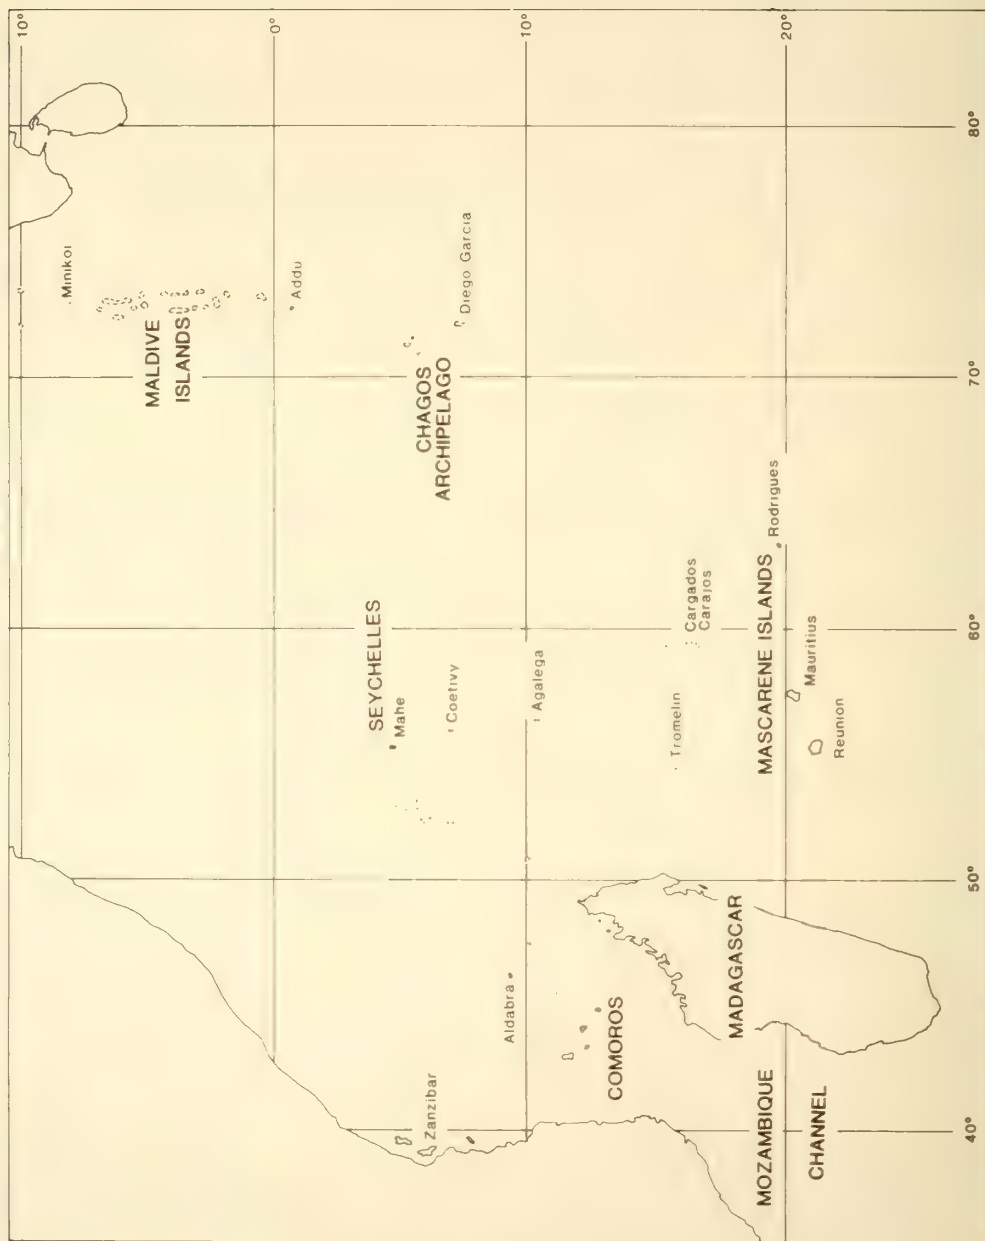 10°
0°
10°
20°
80°
70°
60°
50°
40°
Minikoi
MALDIVE
ISLANDS
Addu
Diego Garcia
CHAGOS
ARCHIPELAGO
SEYCHELLES
Mahe
Coetivy
Agalega
Cargados
Carajos
Tromelin
MASCARENE ISLANDS
Rodrigues
Mauritius
Reunion
Aldabra
Zanzibar
COMOROS
MADAGASCAR
MOZAMBIQUE
CHANNEL